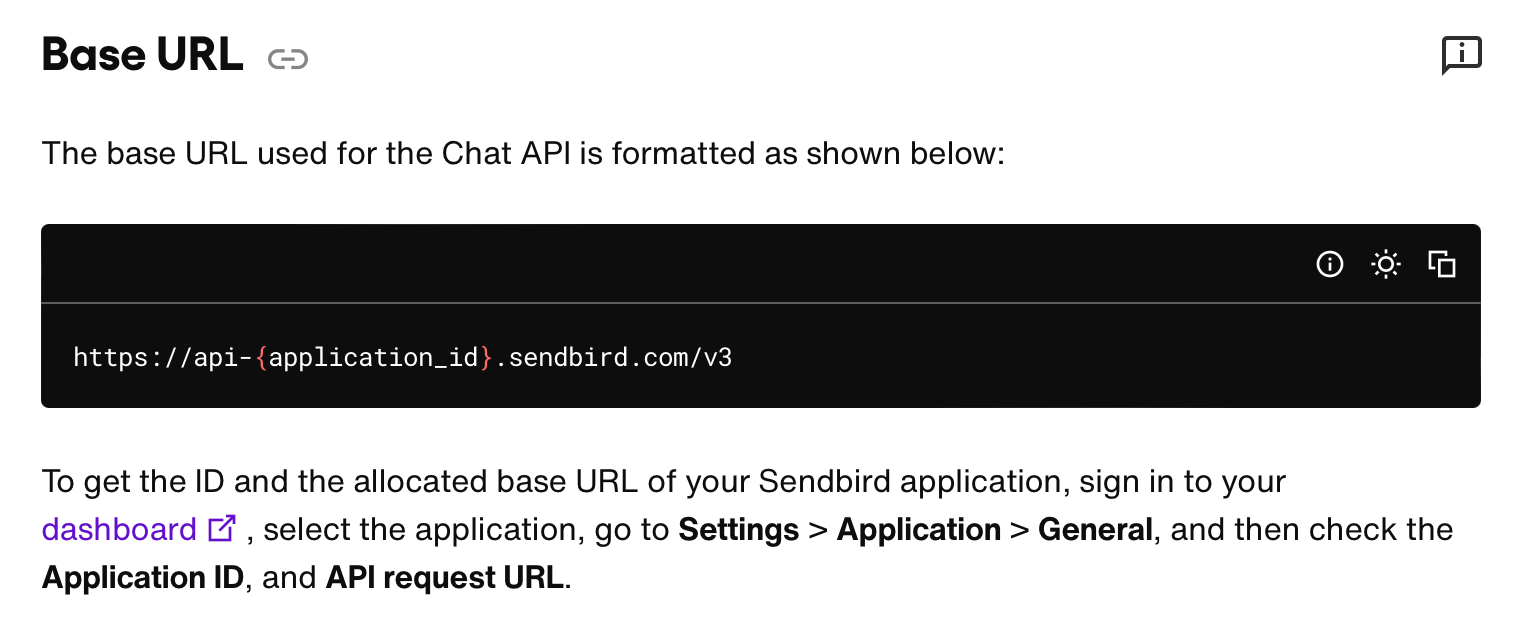 Base URL
The base URL used for the Chat API is formatted as shown below:
https://api-{application_id}.sendbird.com/v3
To get the ID and the allocated base URL of your Sendbird application, sign in to your
dashboard , select the application, go to Settings > Application > General, and then check the
Application ID, and API request URL.